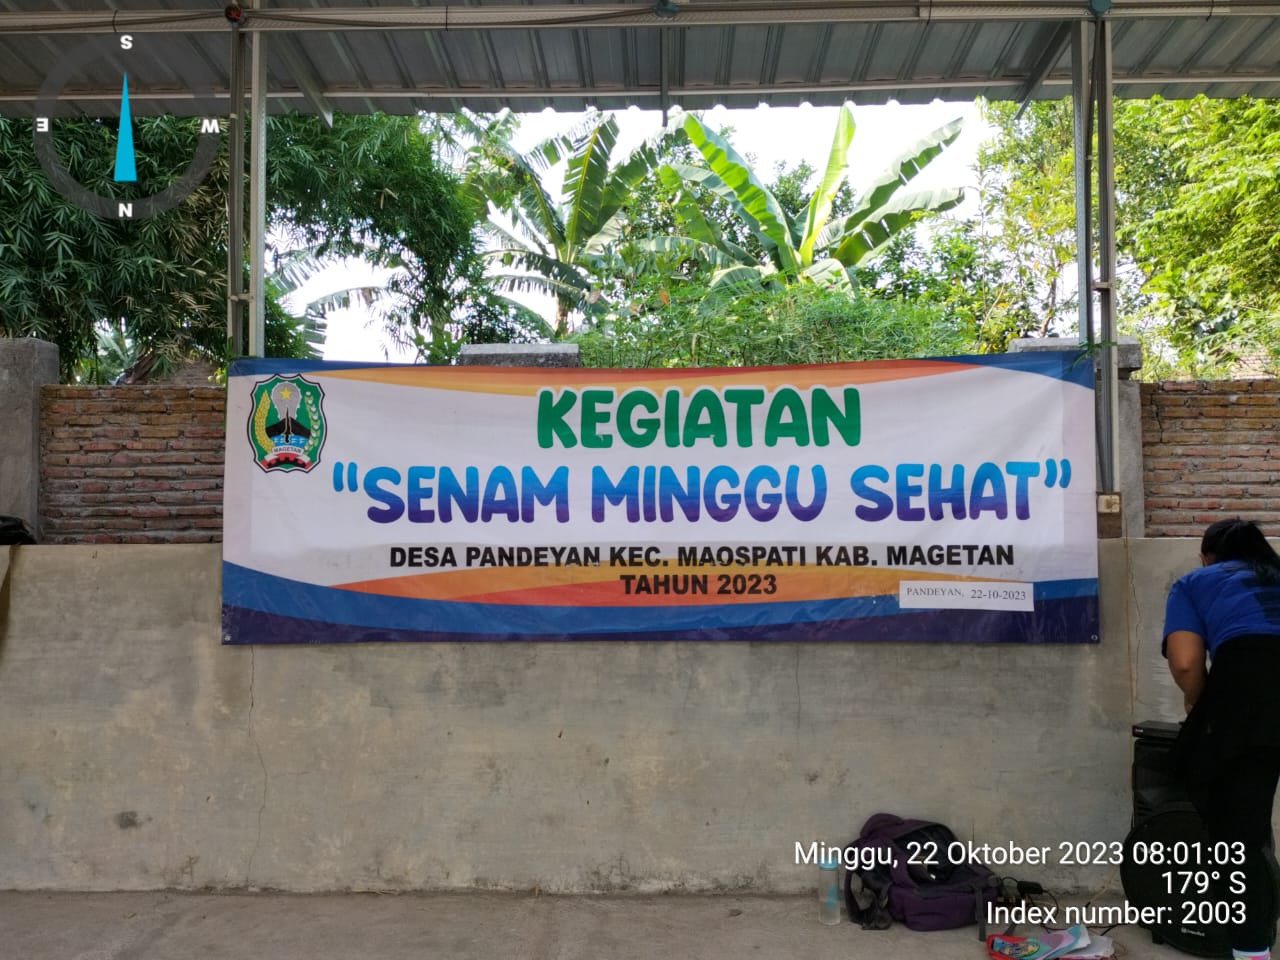 S
E
W
N
MAGETAN
KEGIATAN
"SENAM MINGGU SEHAT"
DESA PANDEYAN KEC. MAOSPATI KAB. MAGETAN
TAHUN 2023
PANDEYAN, 22-10-2023
Minggu, 22 Oktober 2023 08:01:03
179° S
Index number: 2003